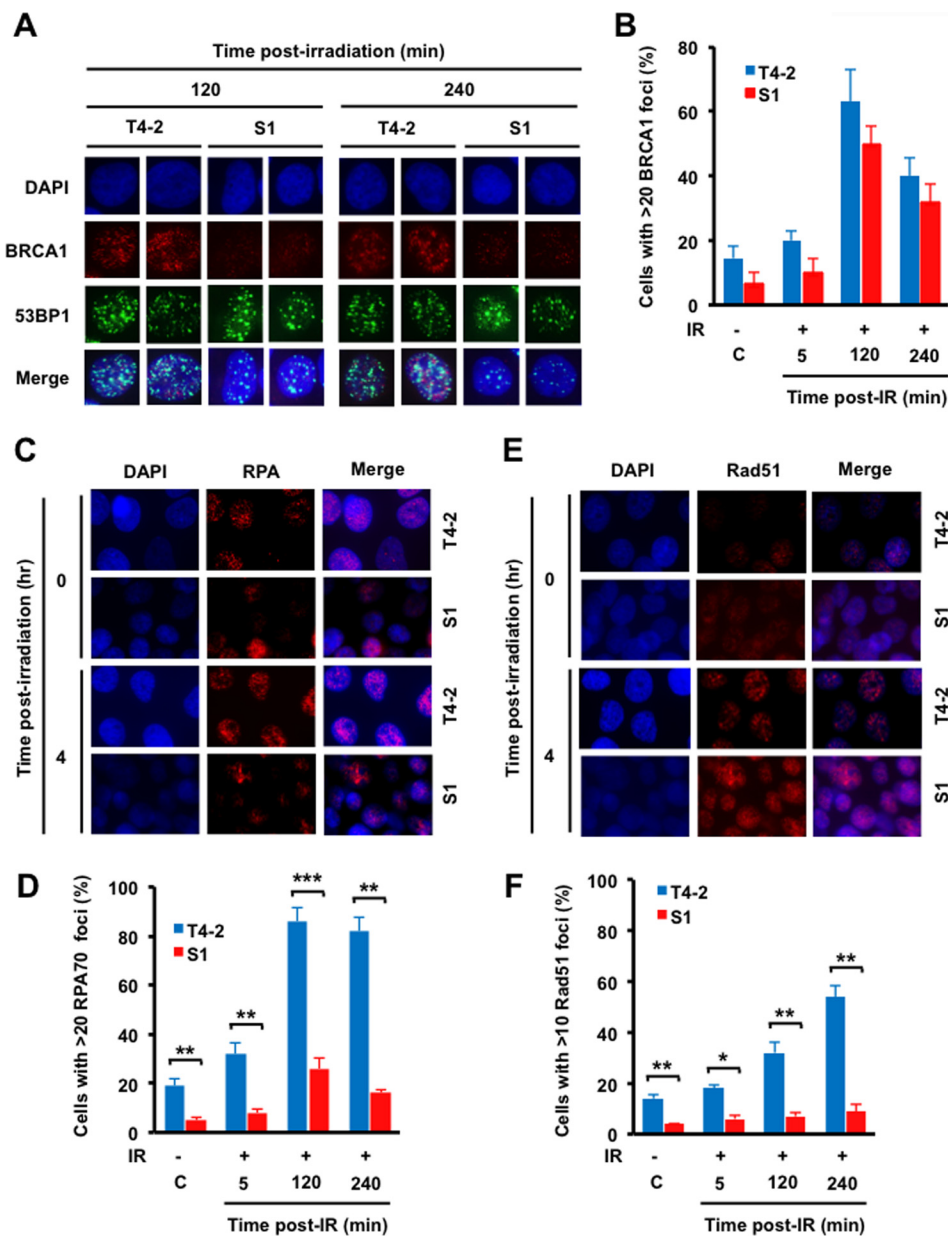 A
Time post-irradiation (min)
120 240
T4-2 S1 T4-2 S1
DAPI
BRCA1
53BP1
Merge
B
Cells with >20 BRCA1 foci (%)
80
60
40
20
0
T4-2
S1
IR - + + +
C 5 120 240
Time post-IR (min)
C
DAPI RPA Merge
Time post-irradiation (hr)
0
4
T4-2
S1
T4-2
S1
E
DAPI Rad51 Merge
Time post-irradiation (hr)
0
4
T4-2
S1
T4-2
S1
D
Cells with >20 RPA70 foci (%)
100
80
60
40
20
0
T4-2
S1
** ** *** **
IR - + + +
C 5 120 240
Time post-IR (min)
F
Cells with >10 Rad51 foci (%)
100
80
60
40
20
0
T4-2
S1
** * ** **
IR - + + +
C 5 120 240
Time post-IR (min)